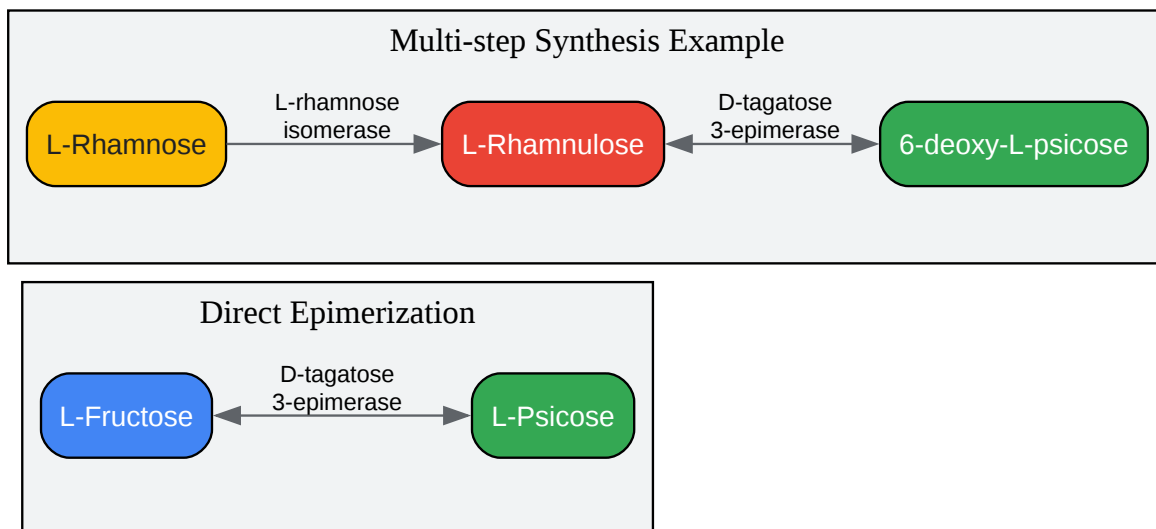 Multi-step Synthesis Example
L-rhamnose
isomerase
D-tagatose
3-epimerase
L-Rhamnose
L-Rhamnulose
6-deoxy-L-psicose
Direct Epimerization
D-tagatose
3-epimerase
L-Fructose
L-Psicose